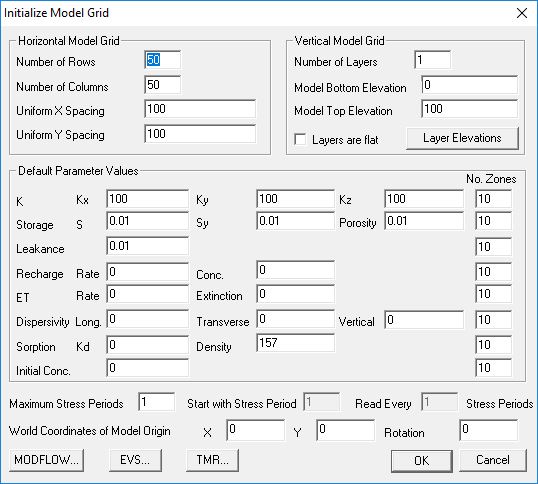 Initialize Model Grid
Horizontal Model Grid
Number of Rows 50
Number of Columns 50
Uniform X Spacing 100
Uniform Y Spacing 100
Vertical Model Grid
Number of Layers 1
Model Bottom Elevation 0
Model Top Elevation 100
Layers are flat Layer Elevations
Default Parameter Values
No. Zones
K Kx 100 Ky 100 Kz 100 10
Storage S 0.01 Sy 0.01 Porosity 0.01 10
Leakance 0.01 10
Recharge Rate 0 Conc. 0 10
ET Rate 0 Extinction 0 10
Dispersivity Long. 0 Transverse 0 Vertical 0 10
Sorption Kd 0 Density 157 10
Initial Conc. 0 10
Maximum Stress Periods 1 Start with Stress Period 1 Read Every 1 Stress Periods
World Coordinates of Model Origin X 0 Y 0 Rotation 0
MODFLOW... EVS... TMR... OK Cancel